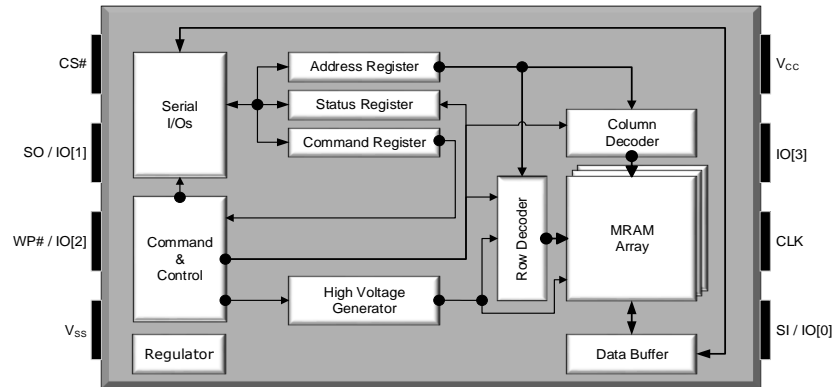 CS#
SO / IO[1]
WP# / IO[2]
VSS
Serial
I/Os
Address Register
Status Register
Command Register
Command
&
Control
High Voltage
Generator
Regulator
Row Decoder
Column
Decoder
MRAM
Array
Data Buffer
VCC
IO[3]
CLK
SI / IO[0]